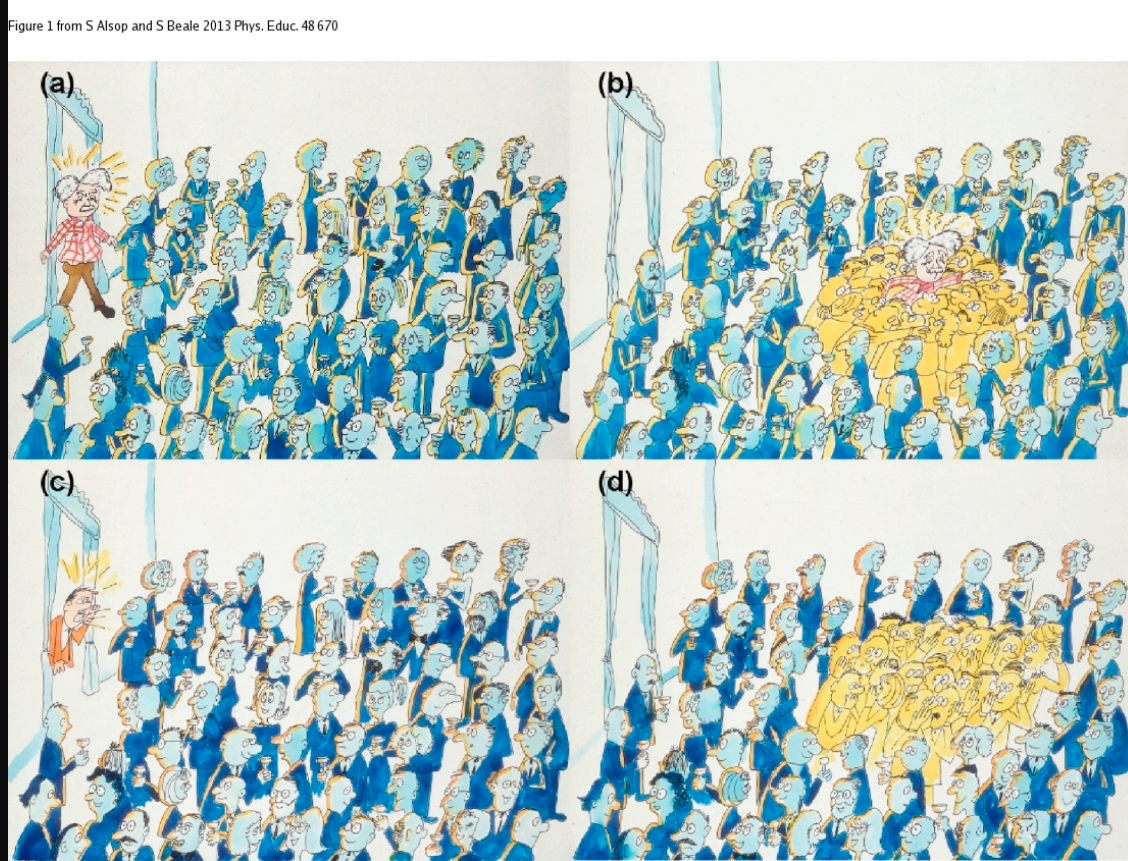 Figure 1 from S Alsop and S Beale 2013 Phys. Educ. 48 670
(a)
(b)
(c)
(d)